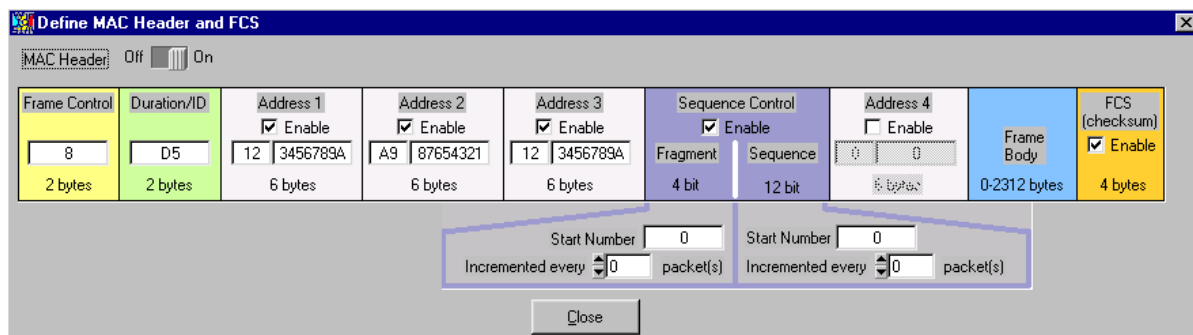 Define MAC Header and FCS
MAC Header Off On
Frame Control Duration/ID Address 1 Address 2 Address 3 Sequence Control Address 4 Frame Body FCS (checksum)
Enable Enable Enable Enable Enable Enable
8 D5 12 3456789A A9 87654321 12 3456789A Fragment Sequence 0 0
2 bytes 2 bytes 6 bytes 6 bytes 6 bytes 4 bit 12 bit 6 bytes 0-2312 bytes 4 bytes
Start Number 0 Start Number 0
Incremented every 0 packet(s) Incremented every 0 packet(s)
Close